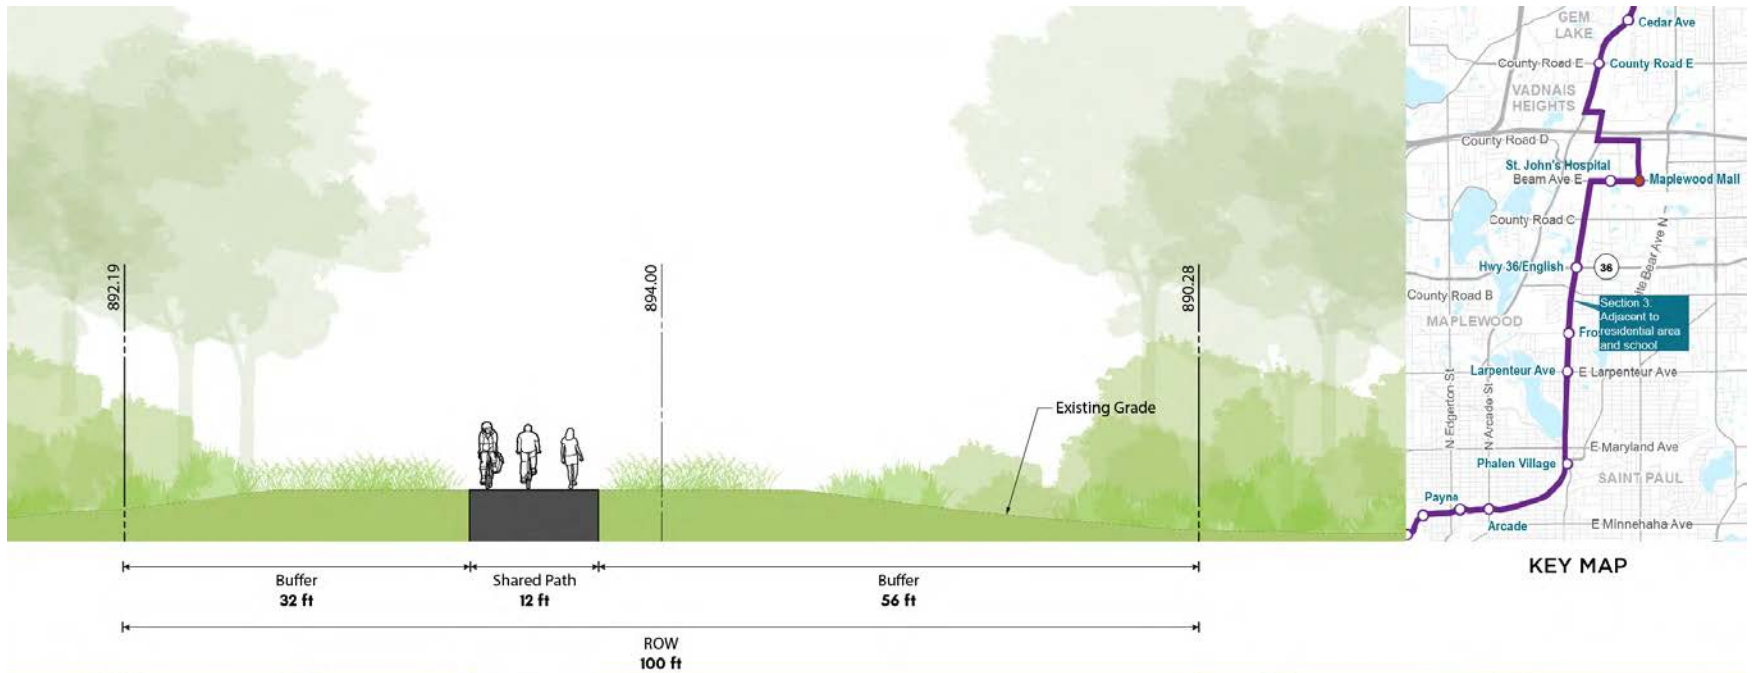 892.19
894.00
890.28
Existing Grade
Buffer
32 ft
Shared Path
12 ft
Buffer
56 ft
ROW
100 ft
GEM
LAKE
Cedar Ave
County Road E
County Road E
VADNAIS
HEIGHTS
County Road D
St. John's Hospital
Beam Ave E
Maplewood Mall
County Road C
Hwy 36/English
36
ite Bear Ave N
County Road B
MAPLEWOOD
Section 3.
Adjacent to
residential area
and school
Fro
Larpenteur Ave
E Larpenteur Ave
N Edgerton St
N Arcade St
E Maryland Ave
Phalen Village
SAINT PAUL
Payne
Arcade
E Minnehaha Ave
KEY MAP